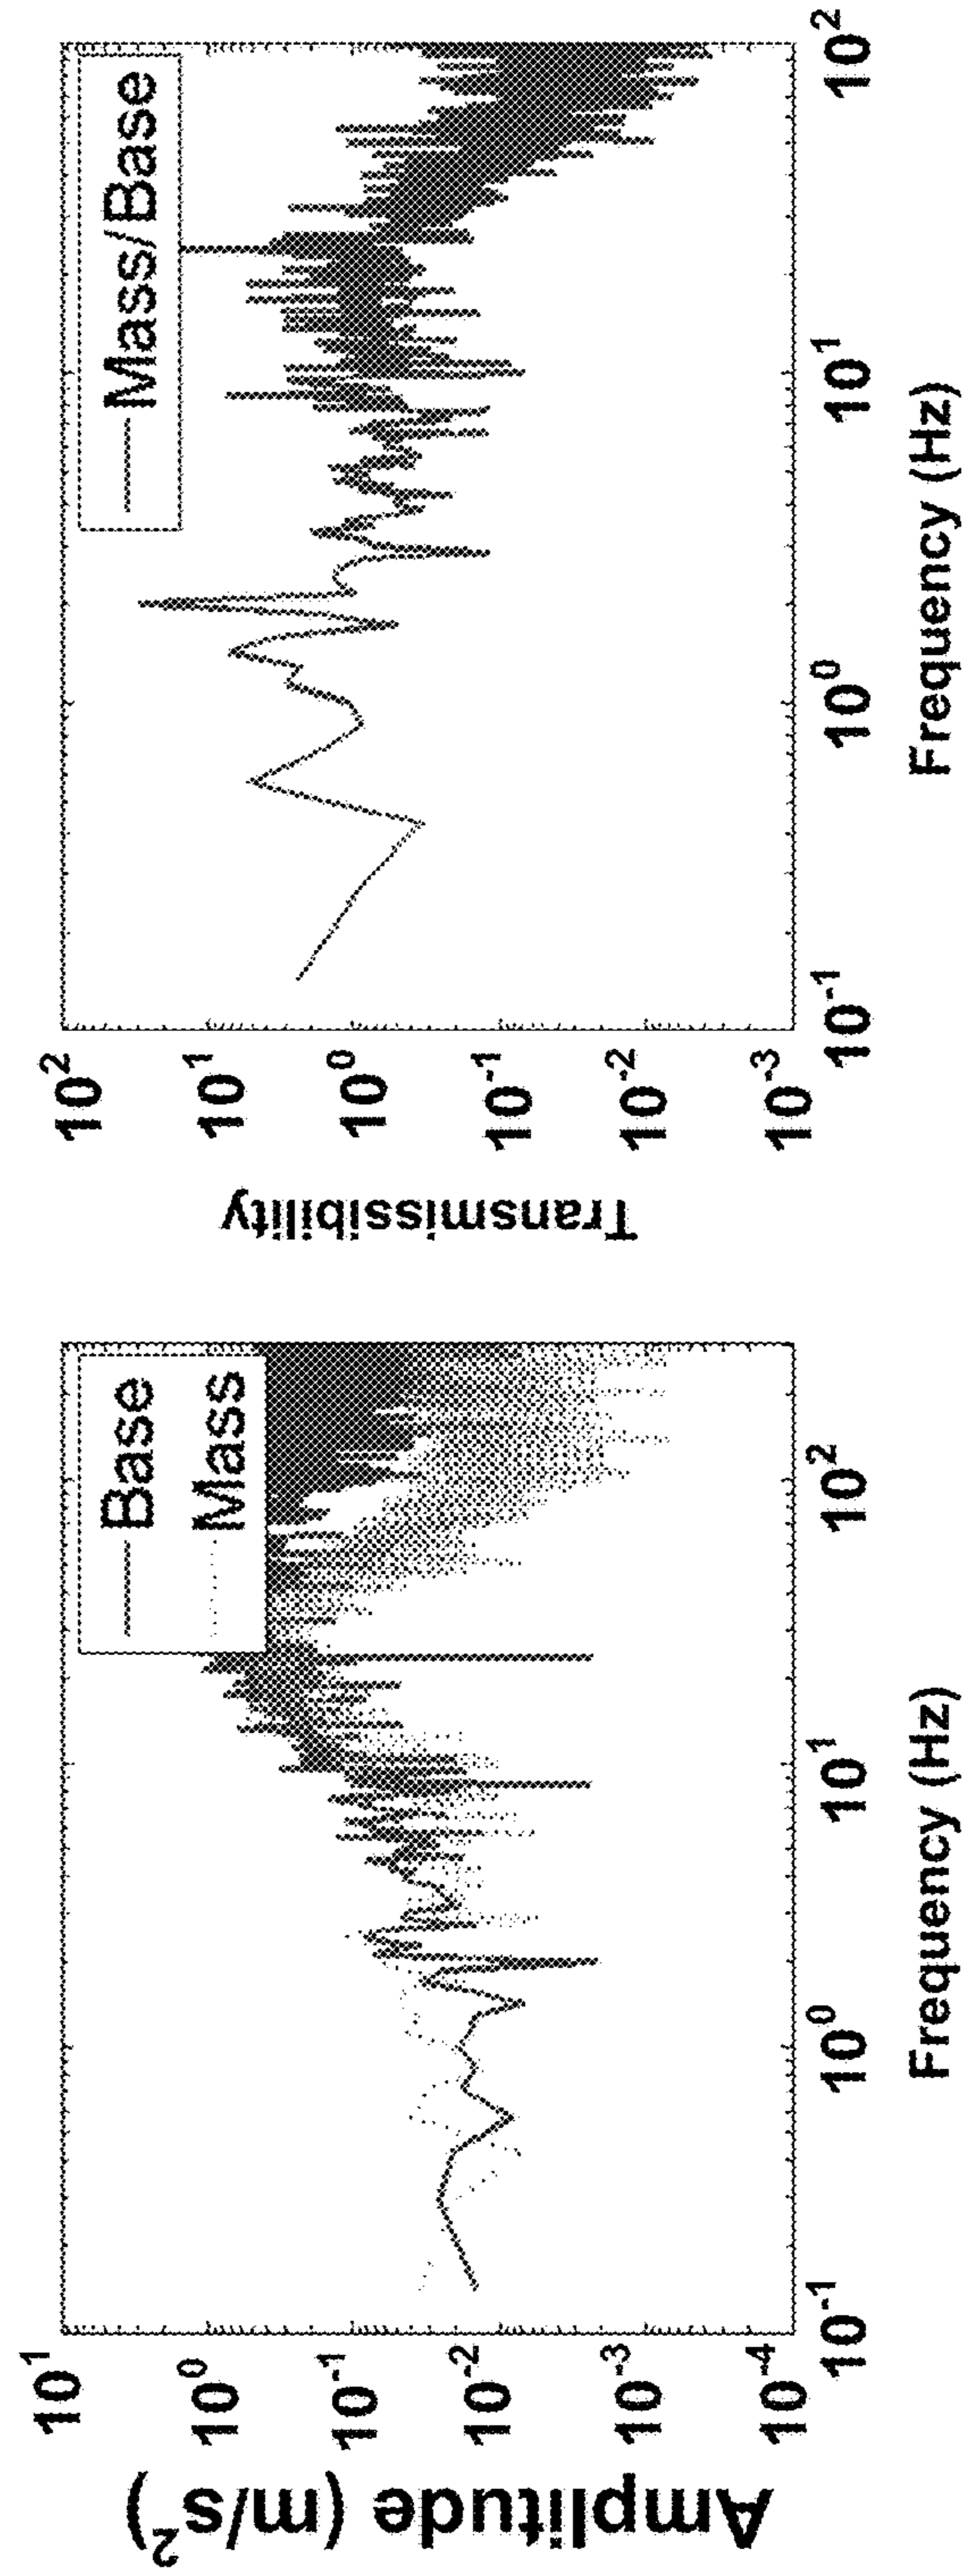 Amplitude (m/s²)
10¹
10⁰
10⁻¹
10⁻²
10⁻³
10⁻⁴
Base
Mass
10⁻¹
10⁰
10¹
10²
Frequency (Hz)
Transmissibility
10²
10¹
10⁰
10⁻¹
10⁻²
10⁻³
Mass/Base
10⁻¹
10⁰
10¹
10²
Frequency (Hz)